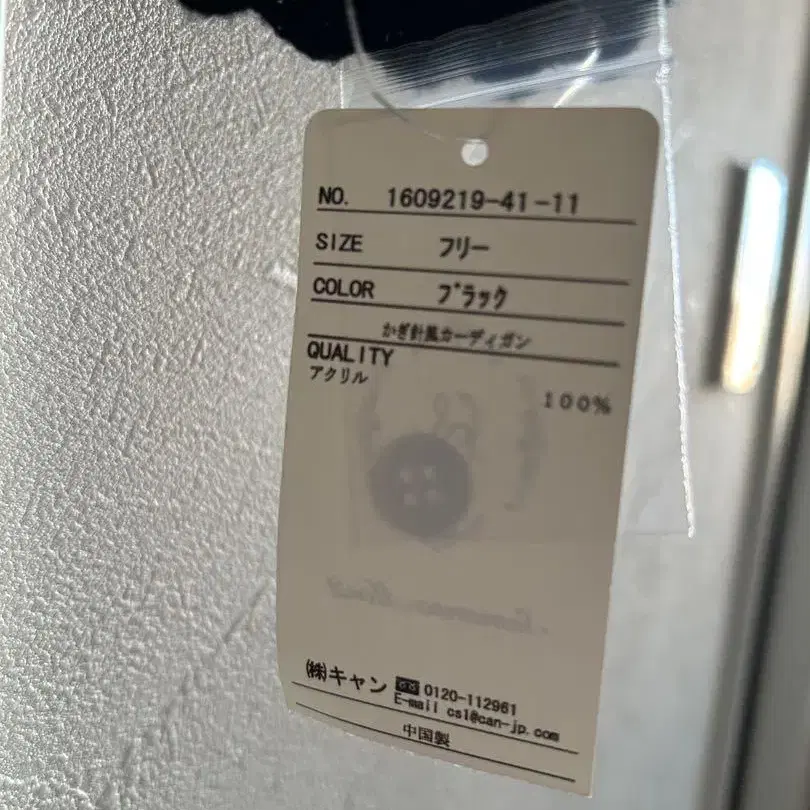 NO. 1609219-41-11
SIZE フリー
COLOR ブラック
かぎ針風カーディガン
QUALITY
アクリル
100%
㈱キャン 0120-112961
E-mail cs1@can-jp.com
中国製